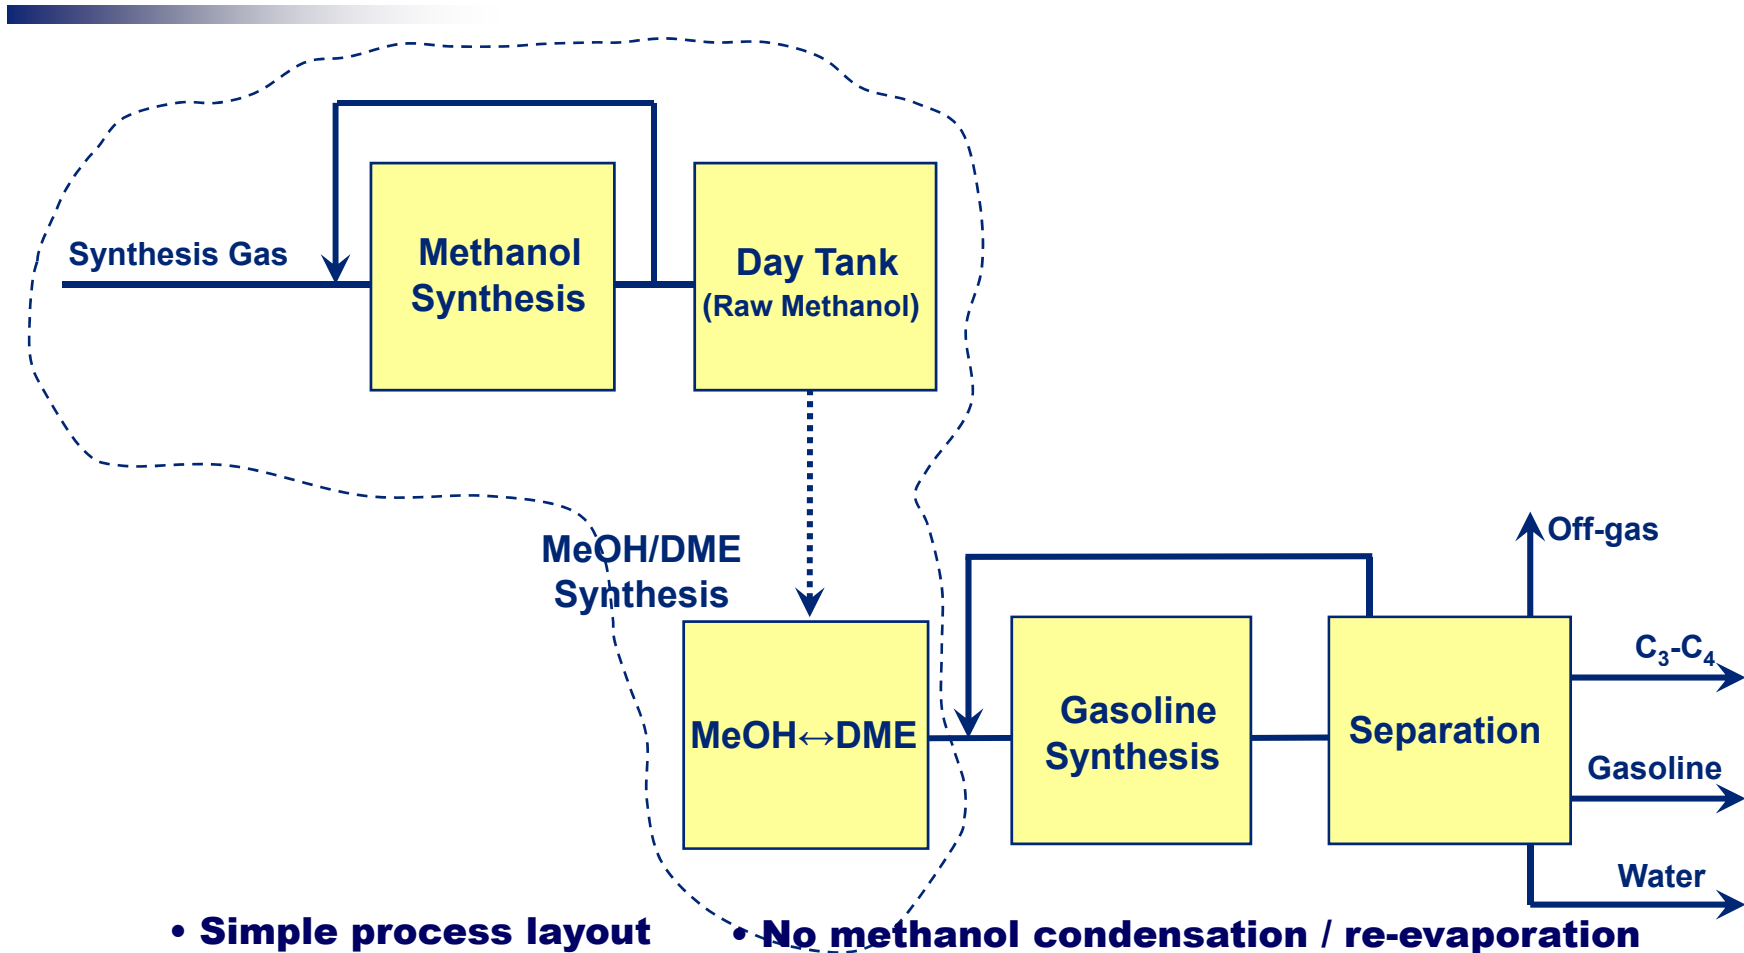 Synthesis Gas
Methanol
Synthesis
Day Tank
(Raw Methanol)
MeOH/DME
Synthesis
MeOH↔DME
Gasoline
Synthesis
Separation
Off-gas
C₃-C₄
Gasoline
Water
• Simple process layout
• No methanol condensation / re-evaporation